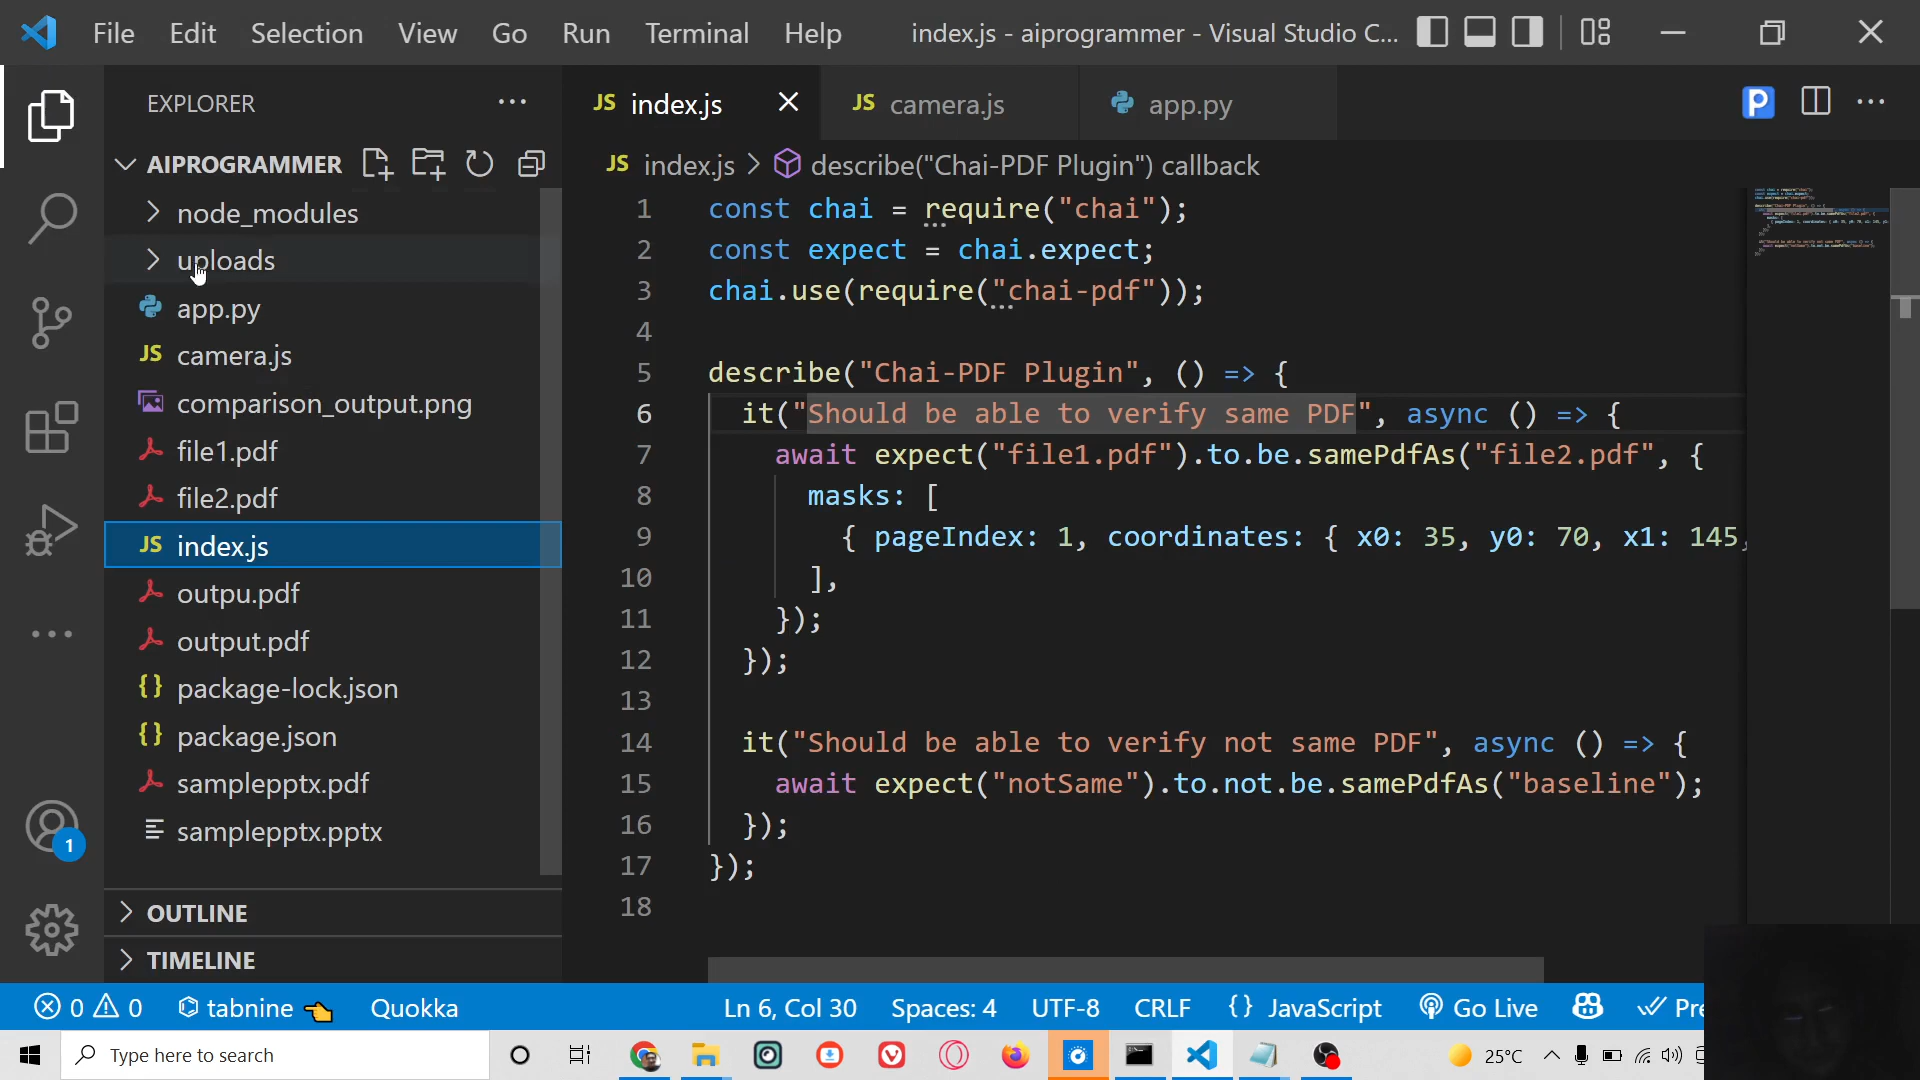 File Edit Selection View Go Run Terminal Help index.js - aiprogrammer - Visual Studio C...
EXPLORER
AIPROGRAMMER
node_modules
uploads
app.py
JS camera.js
comparison_output.png
file1.pdf
file2.pdf
JS index.js
outpu.pdf
output.pdf
{} package-lock.json
{} package.json
samplepptx.pdf
samplepptx.pptx
OUTLINE
TIMELINE
1
JS index.js JS camera.js app.py
P
JS index.js > describe("Chai-PDF Plugin") callback
1 const chai = require("chai");
2 const expect = chai.expect;
3 chai.use(require("chai-pdf"));
4
5 describe("Chai-PDF Plugin", () => {
6 it("Should be able to verify same PDF", async () => {
7 await expect("file1.pdf").to.be.samePdfAs("file2.pdf", {
8 masks: [
9 { pageIndex: 1, coordinates: { x0: 35, y0: 70, x1: 145,
10 ],
11 });
12 });
13
14 it("Should be able to verify not same PDF", async () => {
15 await expect("notSame").to.not.be.samePdfAs("baseline");
16 });
17 });
18
0 0 tabnine Quokka Ln 6, Col 30 Spaces: 4 UTF-8 CRLF {} JavaScript Go Live Pre
Type here to search 25°C